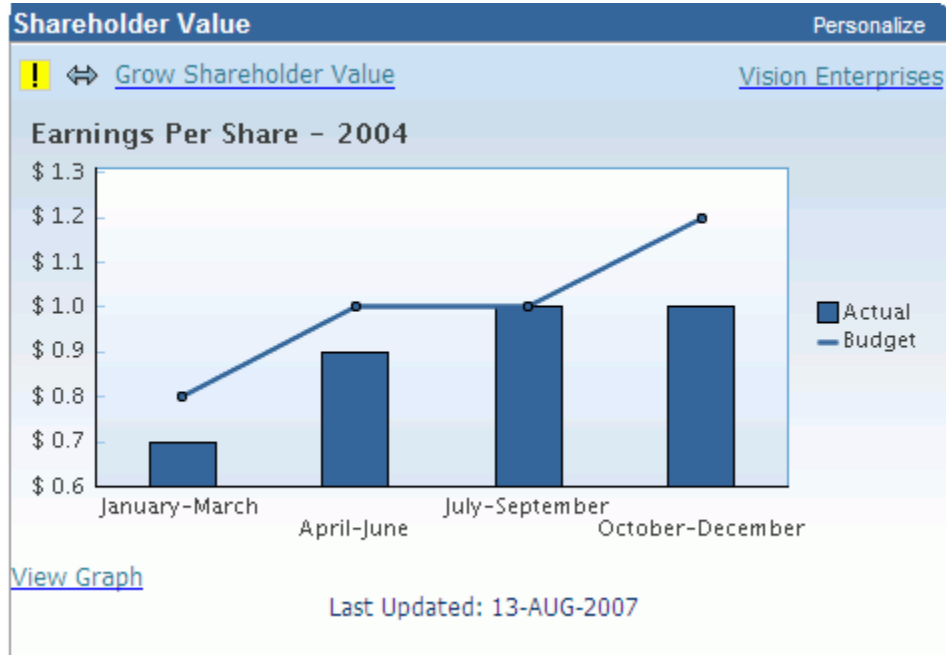 Shareholder Value Personalize
! Grow Shareholder Value Vision Enterprises
Earnings Per Share - 2004
$ 1.3
$ 1.2
$ 1.1
$ 1.0
$ 0.9
$ 0.8
$ 0.7
$ 0.6
Actual
Budget
January-March July-September
April-June October-December
View Graph
Last Updated: 13-AUG-2007